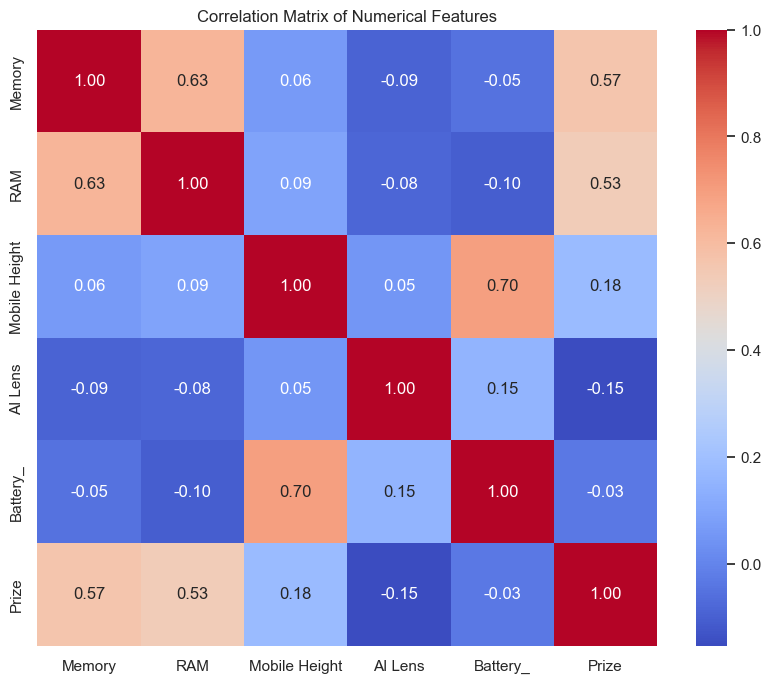 Correlation Matrix of Numerical Features
Memory 1.00 0.63 0.06 -0.09 -0.05 0.57
RAM 0.63 1.00 0.09 -0.08 -0.10 0.53
Mobile Height 0.06 0.09 1.00 0.05 0.70 0.18
AI Lens -0.09 -0.08 0.05 1.00 0.15 -0.15
Battery_ -0.05 -0.10 0.70 0.15 1.00 -0.03
Prize 0.57 0.53 0.18 -0.15 -0.03 1.00
Memory RAM Mobile Height AI Lens Battery_ Prize
1.0
0.8
0.6
0.4
0.2
0.0